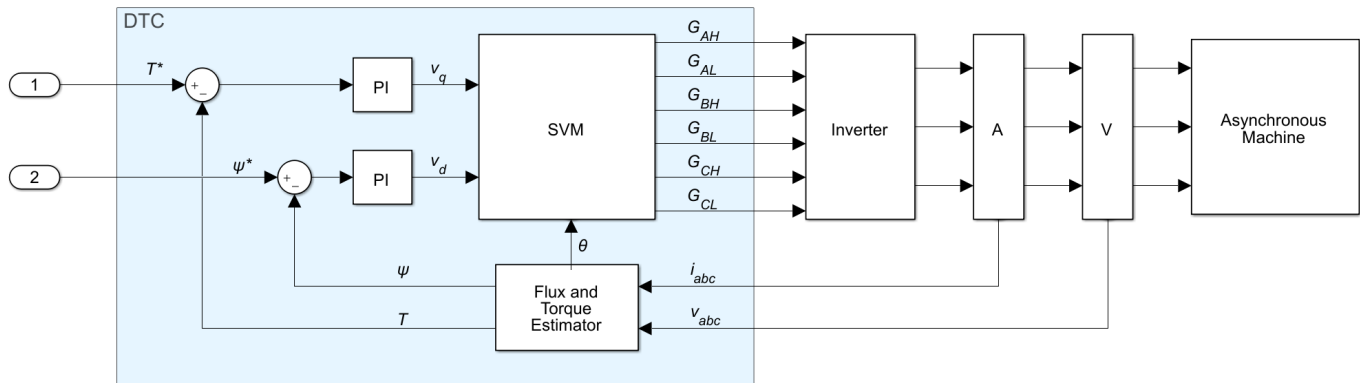 DTC
1
T*
+
_
PI
v_q
2
ψ*
+
_
PI
v_d
SVM
G_AH
G_AL
G_BH
G_BL
G_CH
G_CL
Inverter
A
V
Asynchronous
Machine
θ
ψ
T
Flux and
Torque
Estimator
i_abc
v_abc